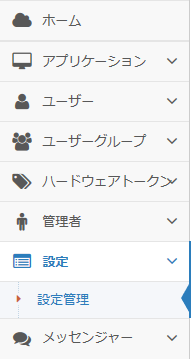 ホーム
アプリケーション
ユーザー
ユーザーグループ
ハードウェアトークン
管理者
設定
設定管理
メッセンジャー